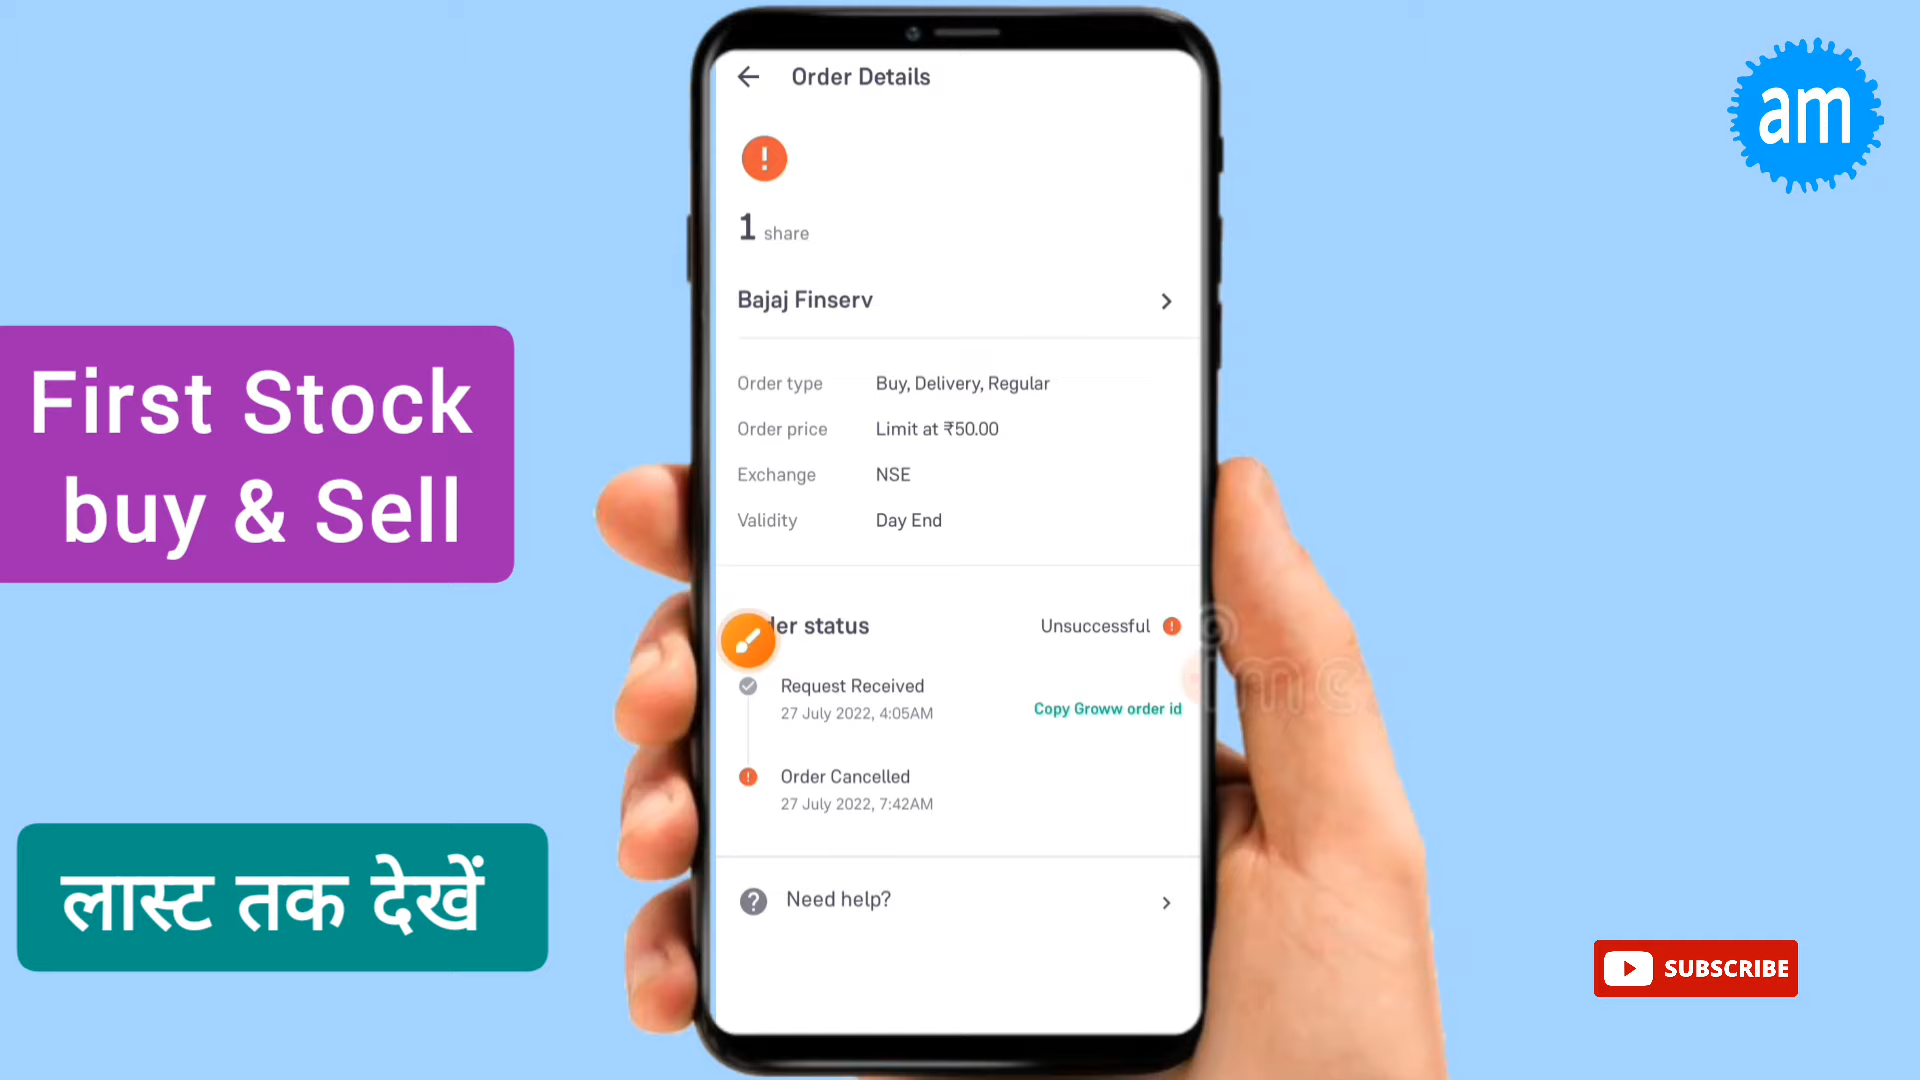 Order Details
am
!
1 share
Bajaj Finserv
First Stock
buy & Sell
Order type Buy, Delivery, Regular
Order price Limit at ₹50.00
Exchange NSE
Validity Day End
der status Unsuccessful !
Request Received
27 July 2022, 4:05AM
Copy Groww order id
! Order Cancelled
27 July 2022, 7:42AM
लास्ट तक देखें
? Need help?
SUBSCRIBE